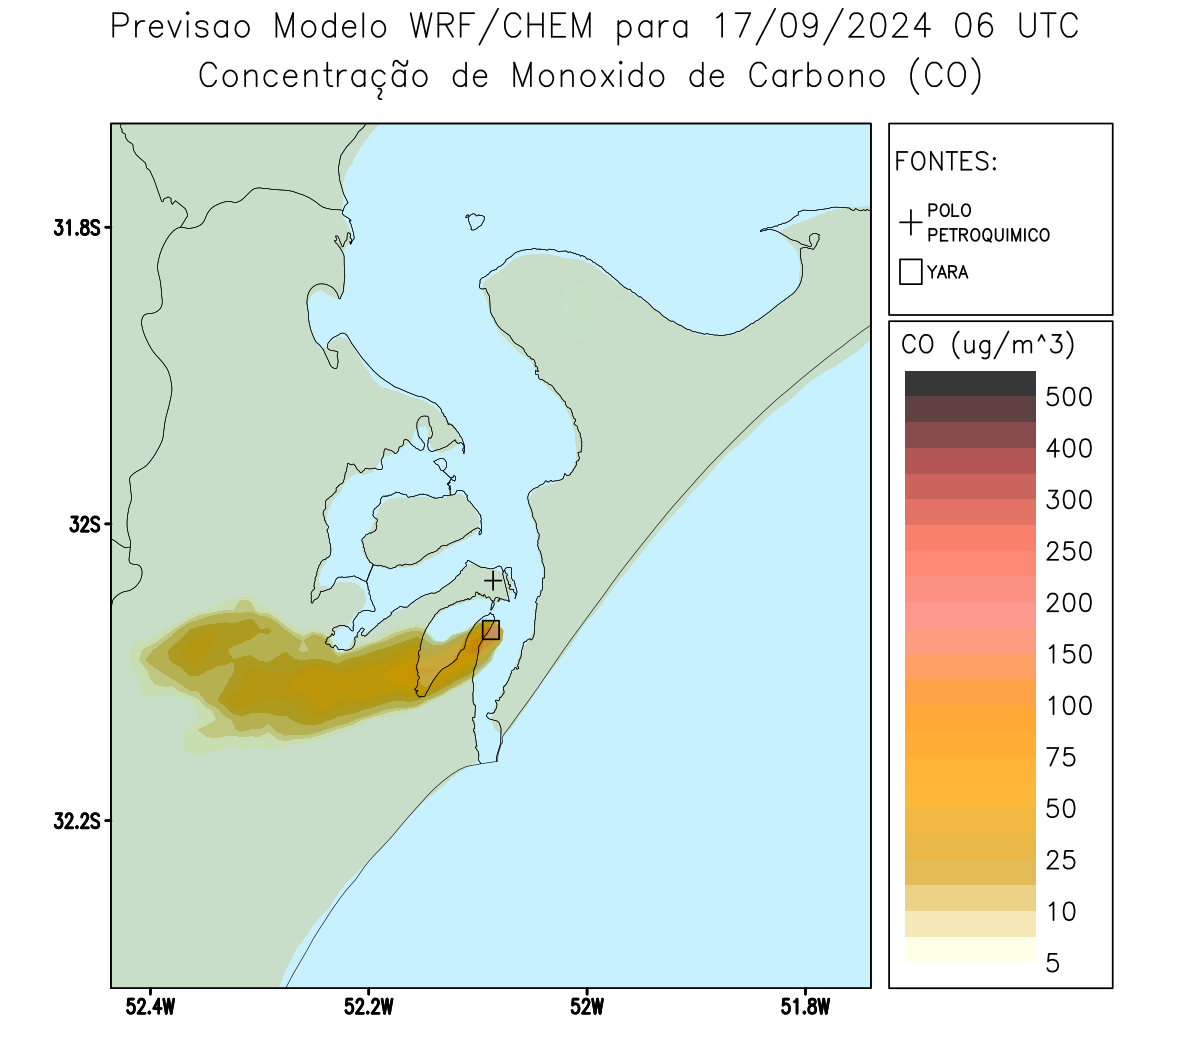 Previsao Modelo WRF/CHEM para 17/09/2024 06 UTC
Concentração de Monoxido de Carbono (CO)
FONTES:
POLO
PETROQUIMICO
YARA
CO (ug/m^3)
500
400
300
250
200
150
100
75
50
25
10
5
31.8S
32S
32.2S
52.4W
52.2W
52W
51.8W